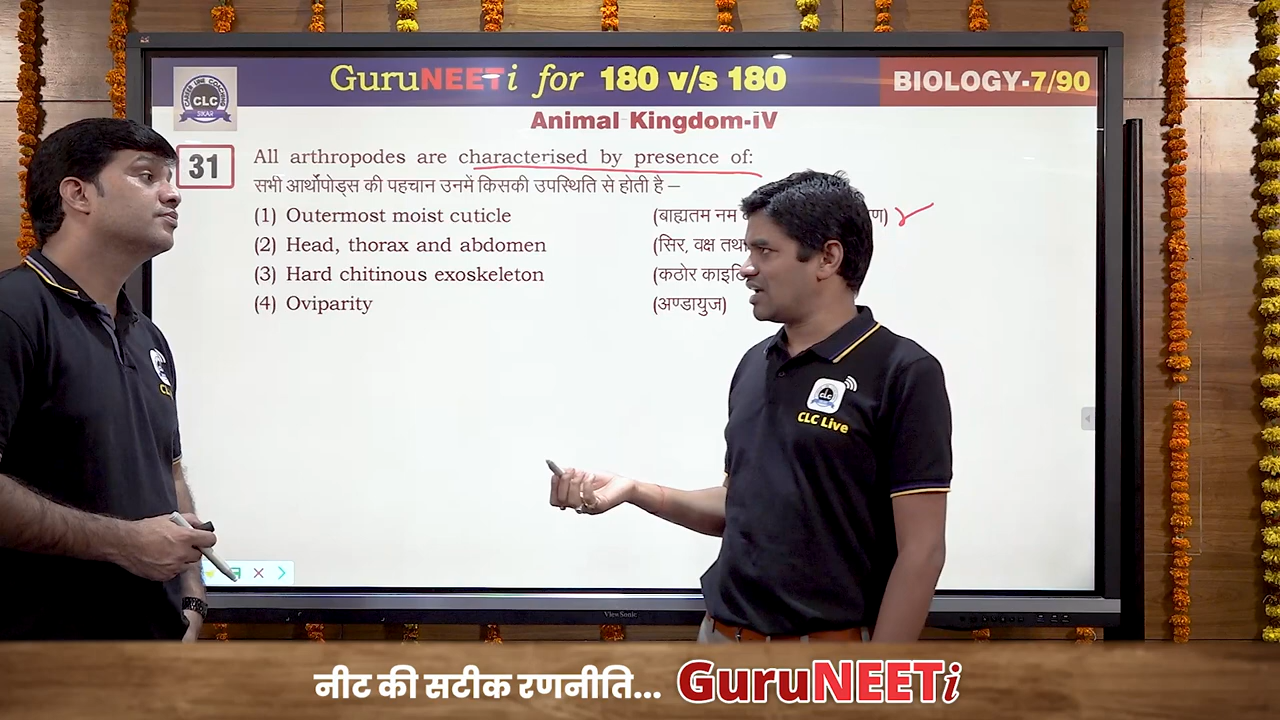 GuruNEETi for 180 v/s 180
BIOLOGY-7/90
CLC
SIKAR
Animal Kingdom-iV
31
All arthropodes are characterised by presence of:
सभी आर्थोपोड्स की पहचान उनमें किसकी उपस्थिति से होती है –
(1) Outermost moist cuticle (बाह्यतम नम
(2) Head, thorax and abdomen (सिर, वक्ष तथा
(3) Hard chitinous exoskeleton (कठोर
(4) Oviparity (अण्डायुज)
CLC
CLC Live
ViewSonic
नीट की सटीक रणनीति... GuruNEETi